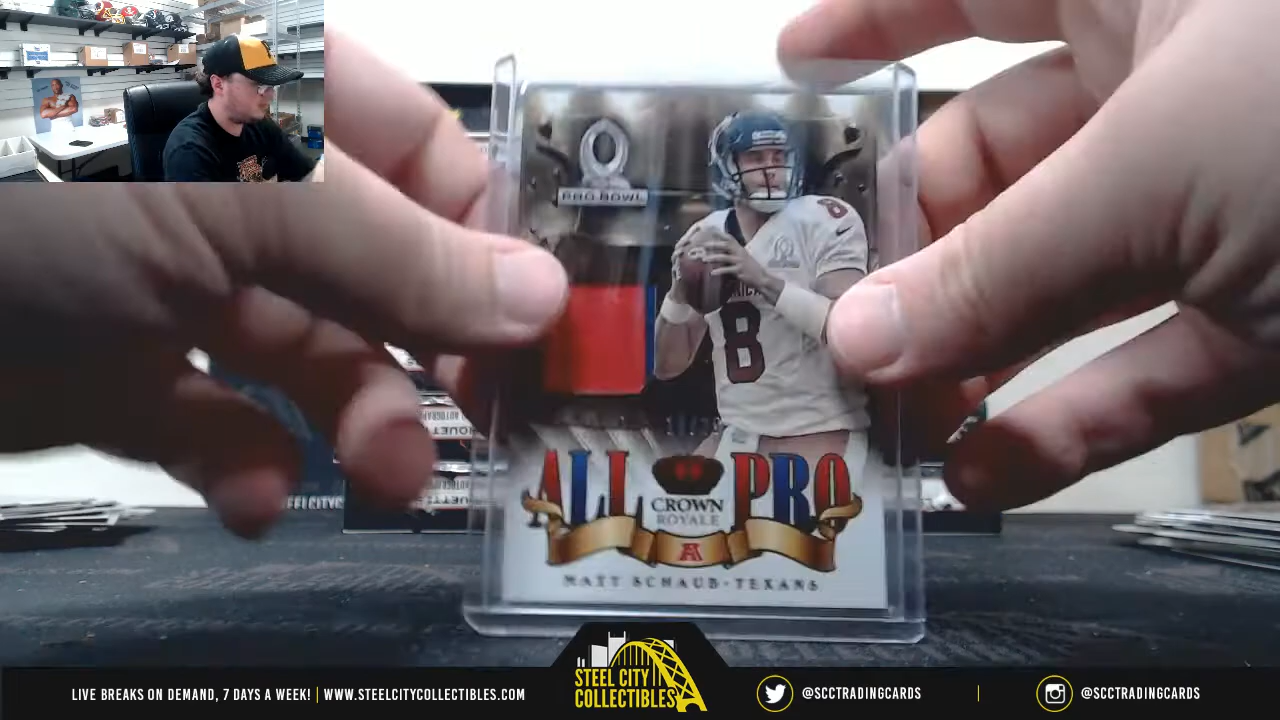 PRO BOWL
8
8
ALL PRO
CROWN
ROYALE
A
MATT SCHAUB - TEXANS
STEEL CITY
COLLECTIBLES
LIVE BREAKS ON DEMAND, 7 DAYS A WEEK! | WWW.STEELCITYCOLLECTIBLES.COM
@SCCTRADINGCARDS
@SCCTRADINGCARDS